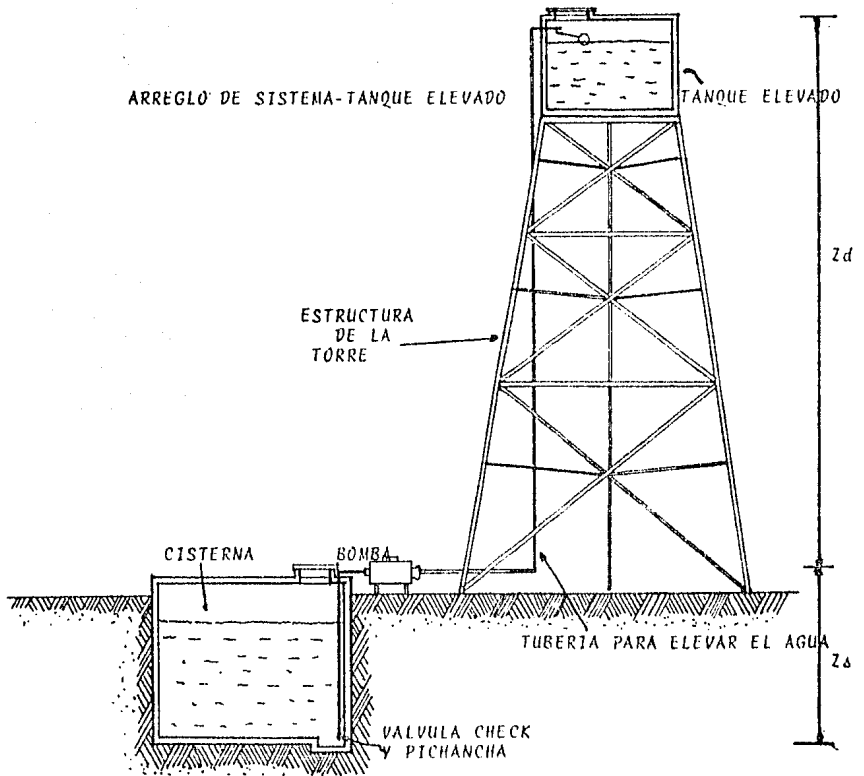 ARREGLO DE SISTEMA-TANQUE ELEVADO
TANQUE ELEVADO
Zd
ESTRUCTURA
DE LA
TORRE
CISTERNA
BOMBA
TUBERIA PARA ELEVAR EL AGUA
Zs
VALVULA CHECK
Y PICHANCHA